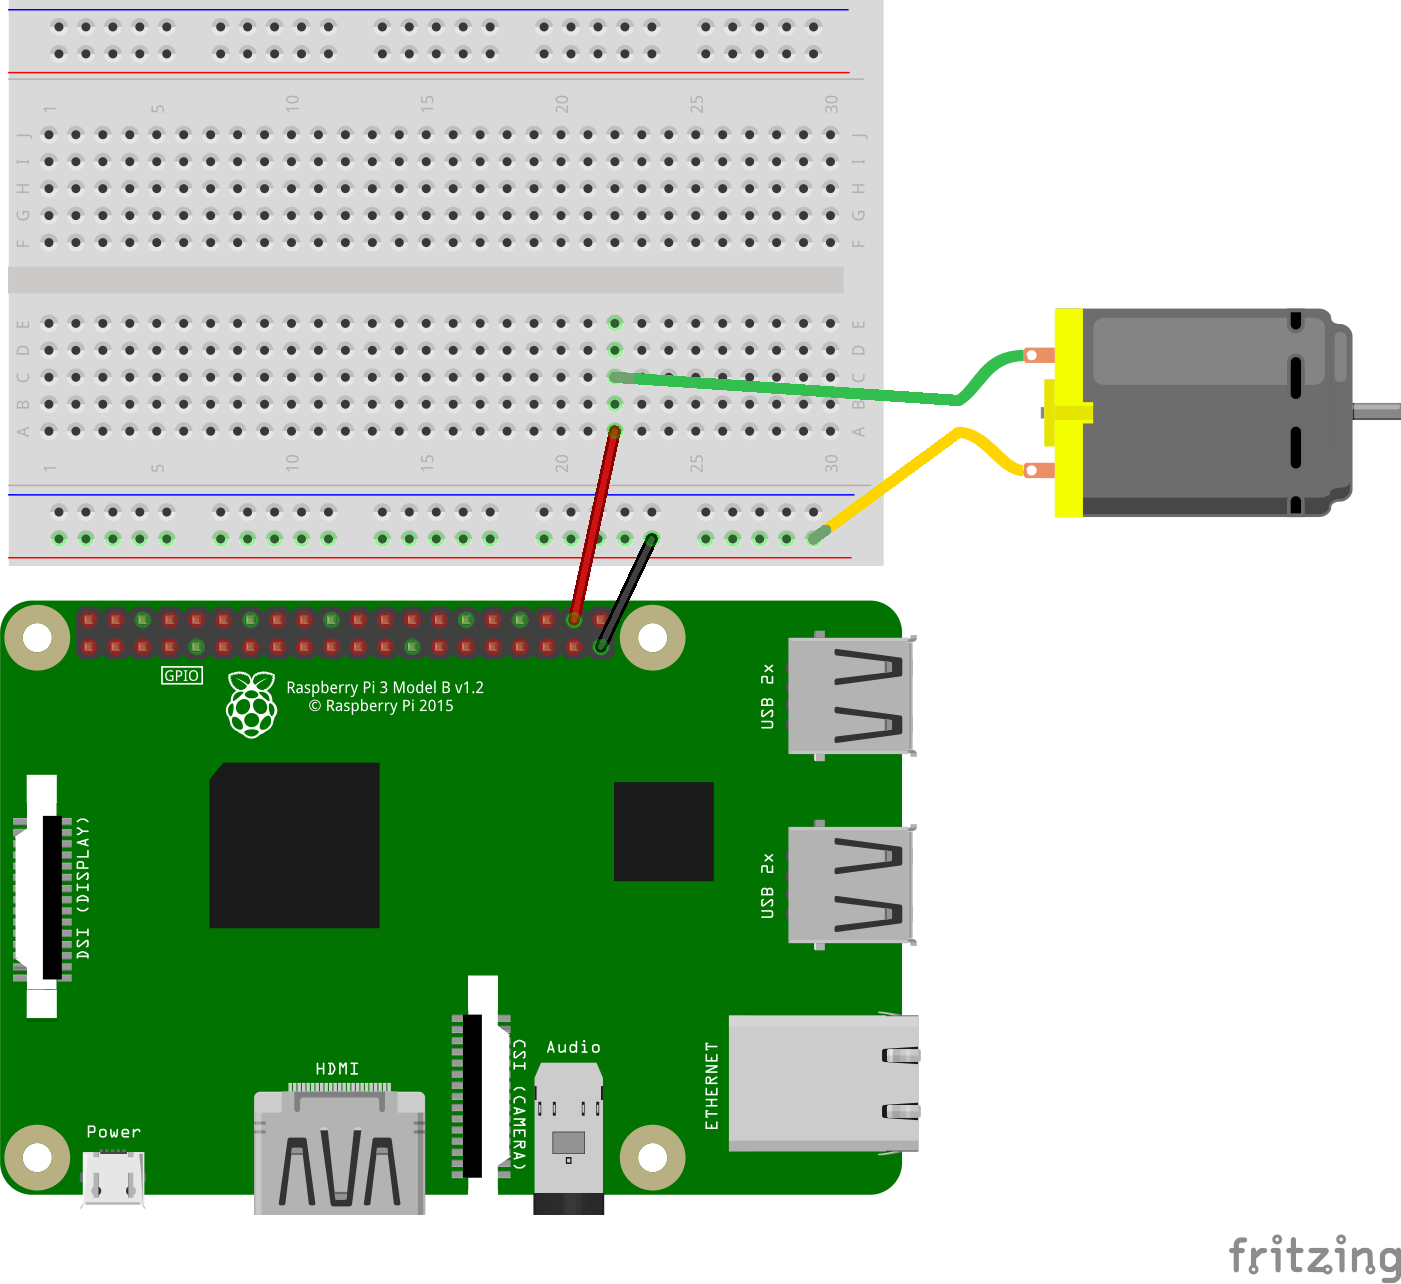 1 5 10 15 20 25 30
J J
I I
H H
G G
F F
E E
D D
C C
B B
A A
1 5 10 15 20 25 30
GPIO
Raspberry Pi 3 Model B v1.2
© Raspberry Pi 2015
USB 2x
DSI (DISPLAY)
USB 2x
HDMI
CSI (CAMERA)
Audio
ETHERNET
Power
fritzing